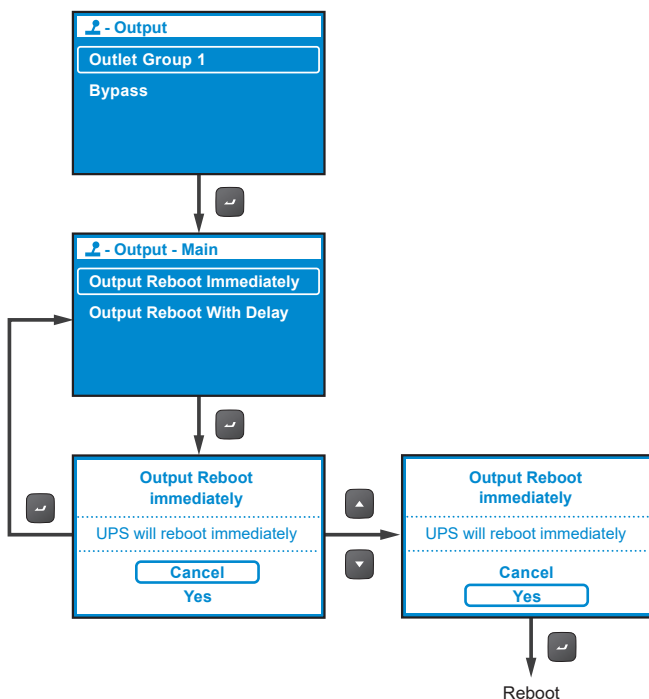 - Output
Outlet Group 1
Bypass
- Output - Main
Output Reboot Immediately
Output Reboot With Delay
Output Reboot
immediately
UPS will reboot immediately
Cancel
Yes
Output Reboot
immediately
UPS will reboot immediately
Cancel
Yes
Reboot